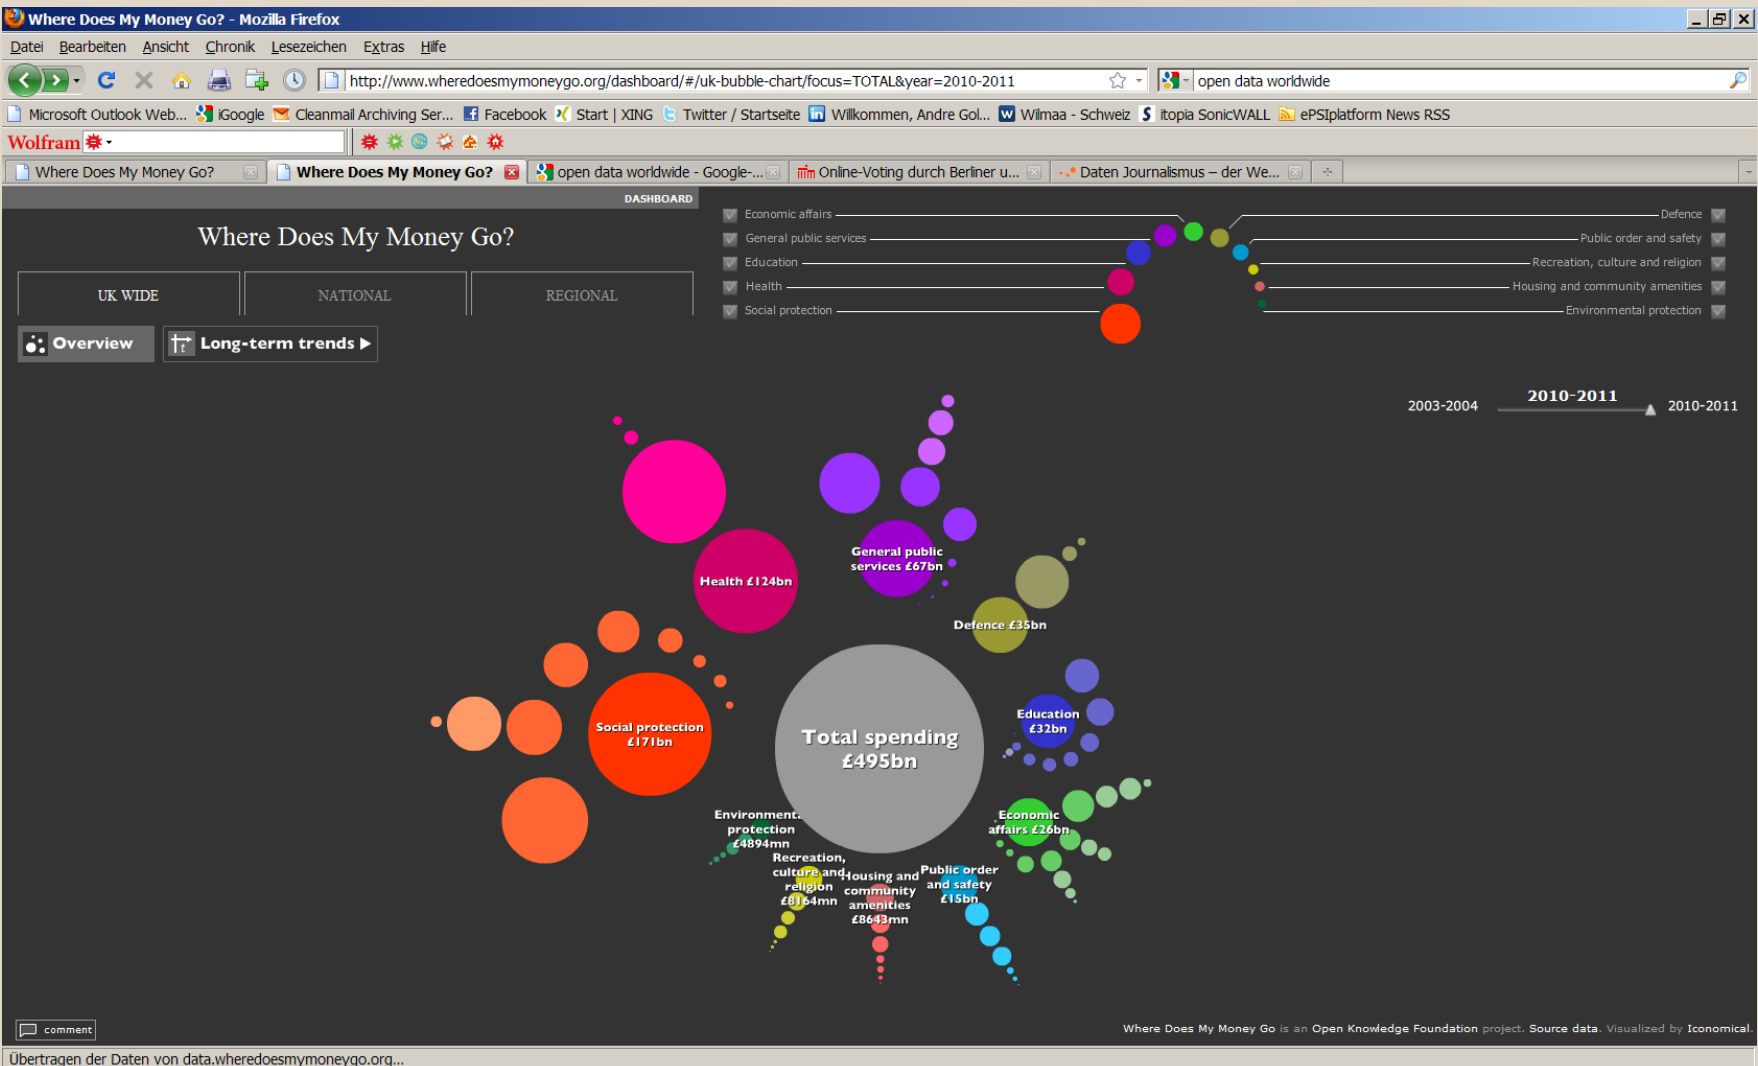 Where Does My Money Go? - Mozilla Firefox
Datei Bearbeiten Ansicht Chronik Lesezeichen Extras Hilfe
http://www.wheredoesmymoneygo.org/dashboard/#/uk-bubble-chart/focus=TOTAL&year=2010-2011 open data worldwide
Microsoft Outlook Web... iGoogle Cleanmail Archiving Ser... Facebook Start | XING Twitter / Startseite Willkommen, Andre Gol... Wilmaa - Schweiz itopia SonicWALL ePSIplatform News RSS
Wolfram
Where Does My Money Go? Where Does My Money Go? open data worldwide - Google-... Online-Voting durch Berliner u... Daten Journalismus – der We...
DASHBOARD
Where Does My Money Go?
UK WIDE NATIONAL REGIONAL
Overview Long-term trends
Economic affairs
General public services
Education
Health
Social protection
Defence
Public order and safety
Recreation, culture and religion
Housing and community amenities
Environmental protection
2003-2004 2010-2011 2010-2011
General public
services £67bn
Health £124bn
Defence £35bn
Social protection
£171bn
Total spending
£495bn
Education
£32bn
Economic
affairs £26bn
Environmenta
protection
£4894mn
Recreation,
culture and
religion
£8164mn
Housing and
community
amenities
£8643mn
Public order
and safety
£15bn
comment
Where Does My Money Go is an Open Knowledge Foundation project. Source data. Visualized by Iconomical.
Übertragen der Daten von data.wheredoesmymoneygo.org...